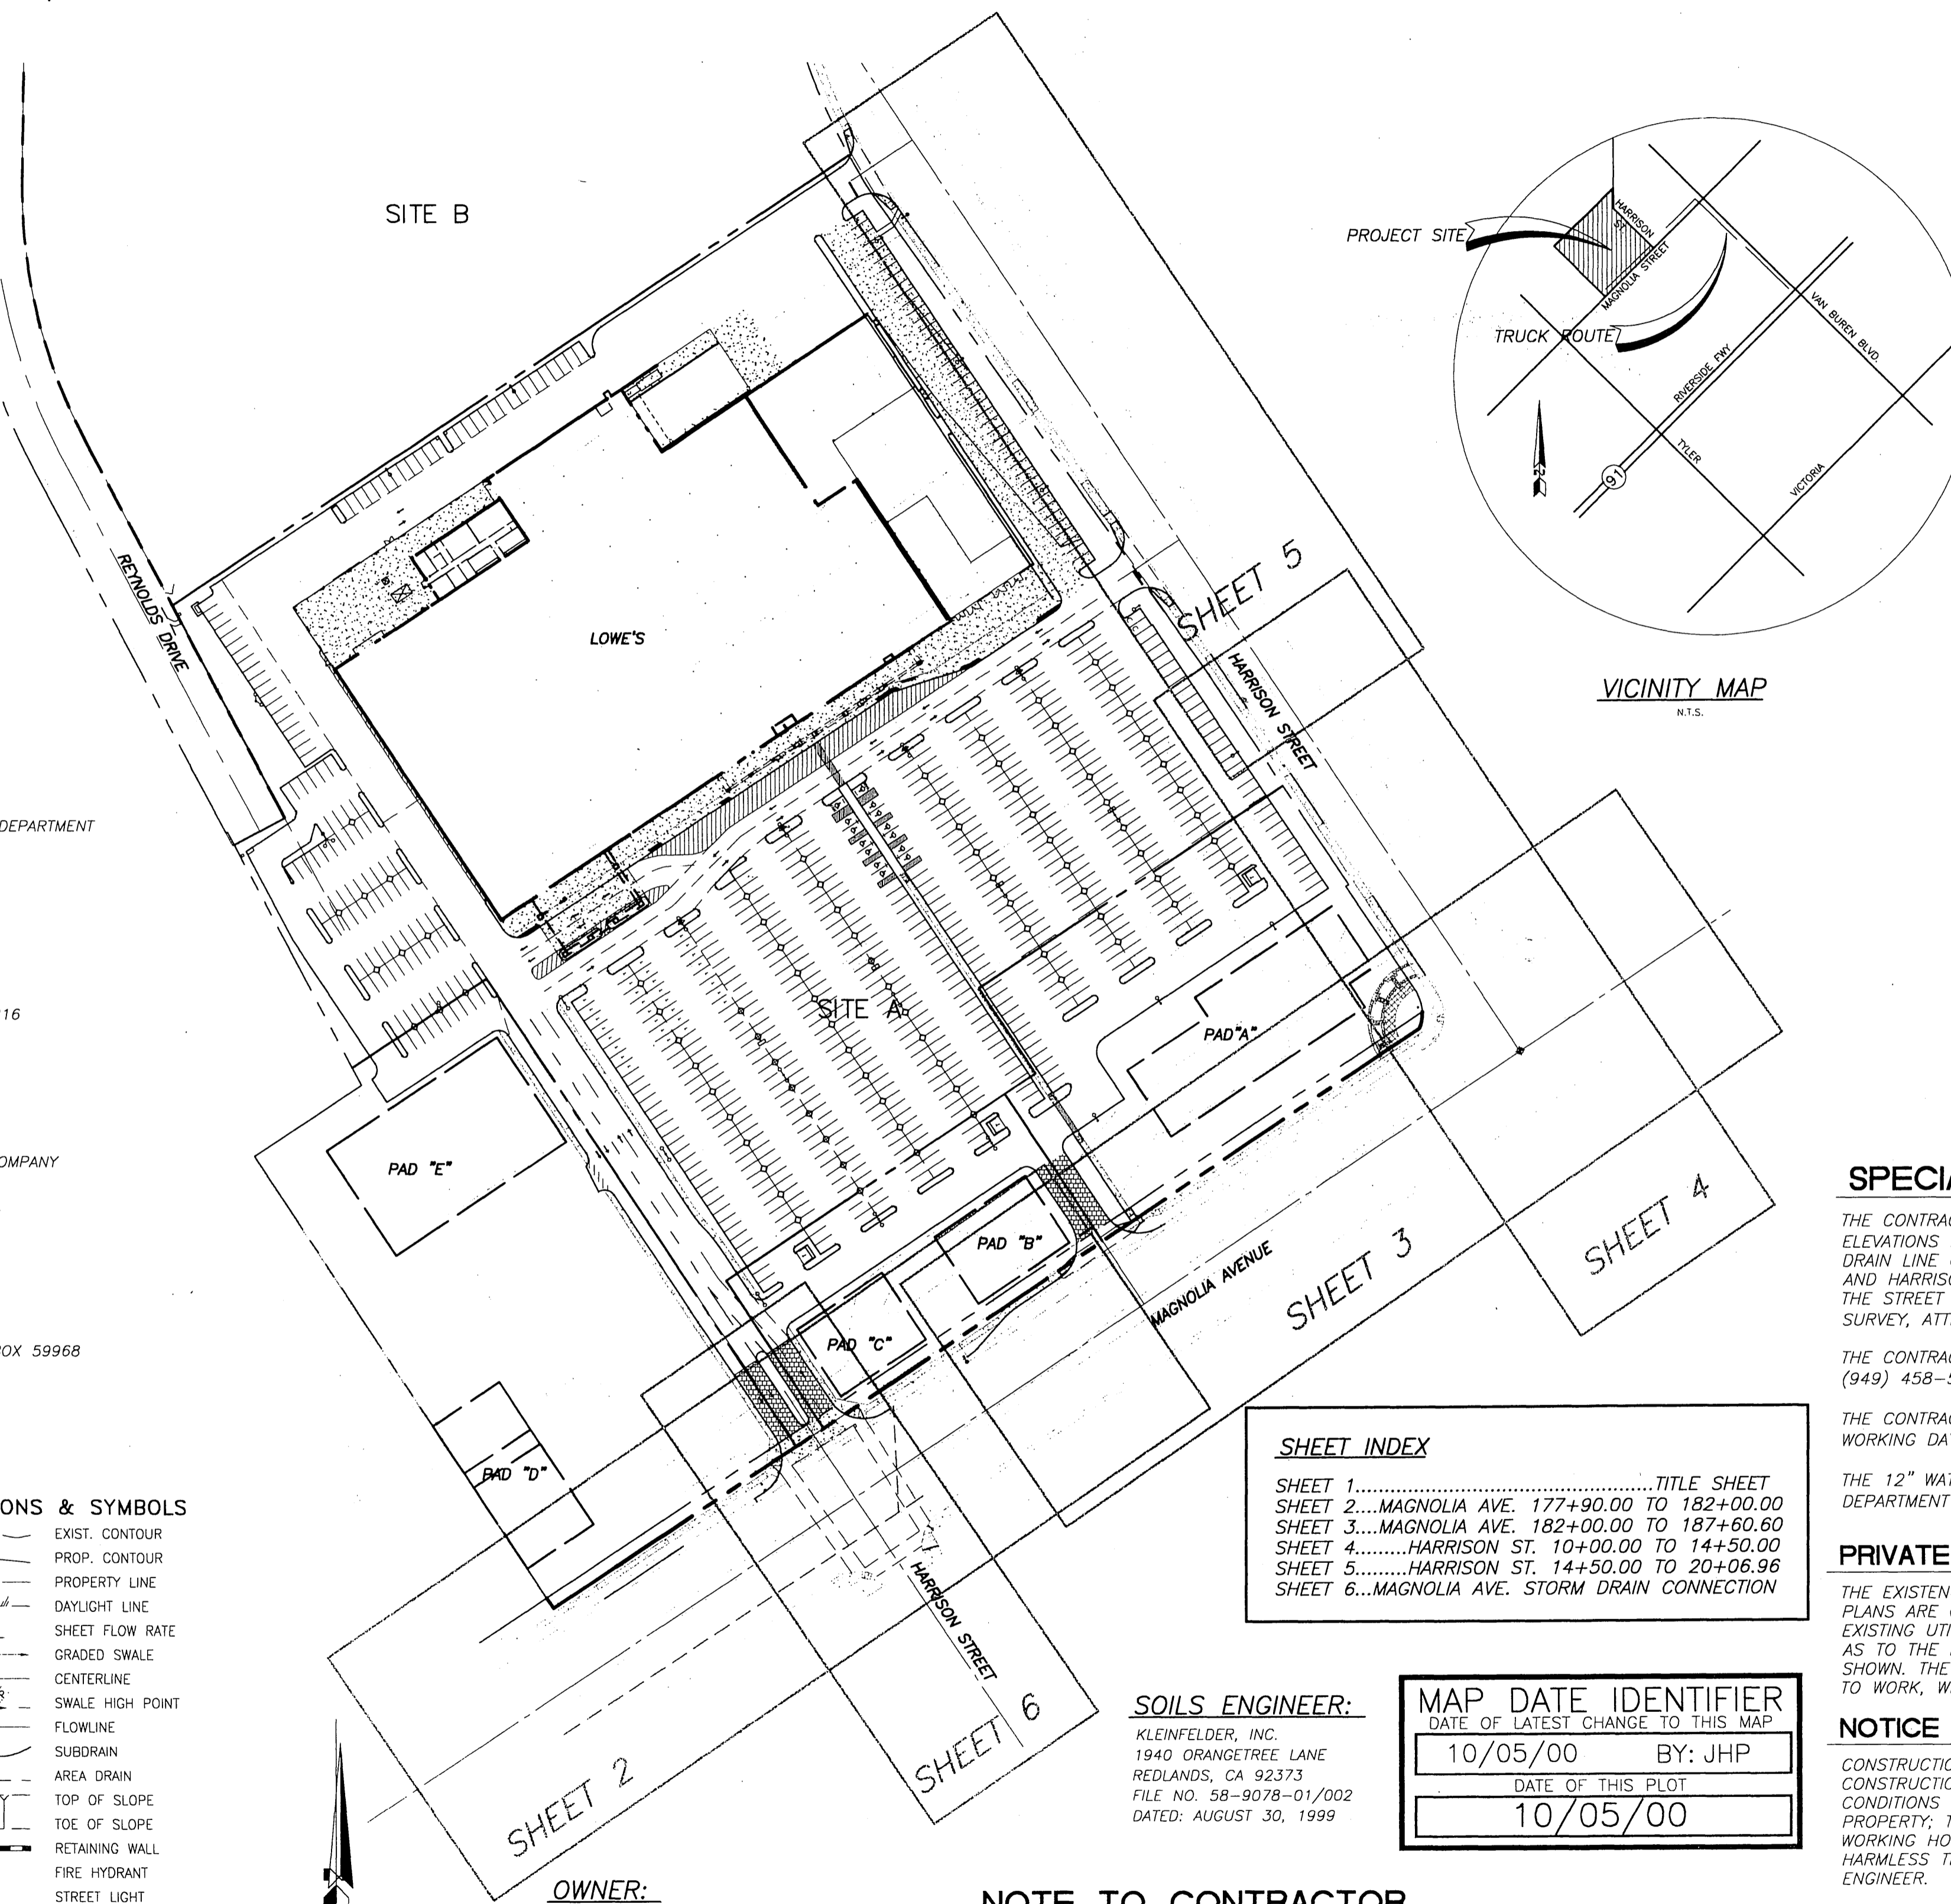 SITE B
PROJECT SITE
HARRISON
ST.
MAGNOLIA STREET
TRUCK ROUTE
VAN BUREN BLVD.
RIVERSIDE FWY
91
TYLER
VICTORIA
VICINITY MAP
N.T.S.
REYNOLDS DRIVE
LOWE'S
SHEET 5
HARRISON STREET
DEPARTMENT
16
SITE A
PAD "A"
PAD "E"
PAD "B"
PAD "C"
PAD "D"
MAGNOLIA AVENUE
SHEET 3
SHEET 4
OMPANY
OX 59968
HARRISON STREET
SHEET 6
SHEET 2
SHEET INDEX
SHEET 1...................................................TITLE SHEET
SHEET 2....MAGNOLIA AVE. 177+90.00 TO 182+00.00
SHEET 3....MAGNOLIA AVE. 182+00.00 TO 187+60.60
SHEET 4.........HARRISON ST. 10+00.00 TO 14+50.00
SHEET 5.........HARRISON ST. 14+50.00 TO 20+06.96
SHEET 6...MAGNOLIA AVE. STORM DRAIN CONNECTION
ONS & SYMBOLS
EXIST. CONTOUR
PROP. CONTOUR
PROPERTY LINE
DAYLIGHT LINE
SHEET FLOW RATE
GRADED SWALE
CENTERLINE
SWALE HIGH POINT
FLOWLINE
SUBDRAIN
AREA DRAIN
TOP OF SLOPE
TOE OF SLOPE
RETAINING WALL
FIRE HYDRANT
STREET LIGHT
OWNER:
SOILS ENGINEER:
KLEINFELDER, INC.
1940 ORANGETREE LANE
REDLANDS, CA 92373
FILE NO. 58-9078-01/002
DATED: AUGUST 30, 1999
MAP DATE IDENTIFIER
DATE OF LATEST CHANGE TO THIS MAP
10/05/00 BY: JHP
DATE OF THIS PLOT
10/05/00
NOTE TO CONTRACTOR
SPECIA
THE CONTRAC
ELEVATIONS
DRAIN LINE
AND HARRISO
THE STREET
SURVEY, ATT
THE CONTRAC
(949) 458-5
THE CONTRAC
WORKING DA
THE 12" WAT
DEPARTMENT
PRIVATE
THE EXISTEN
PLANS ARE
EXISTING UTI
AS TO THE
SHOWN. THE
TO WORK, W
NOTICE
CONSTRUCTIO
CONSTRUCTIO
CONDITIONS
PROPERTY; T
WORKING HO
HARMLESS T
ENGINEER.